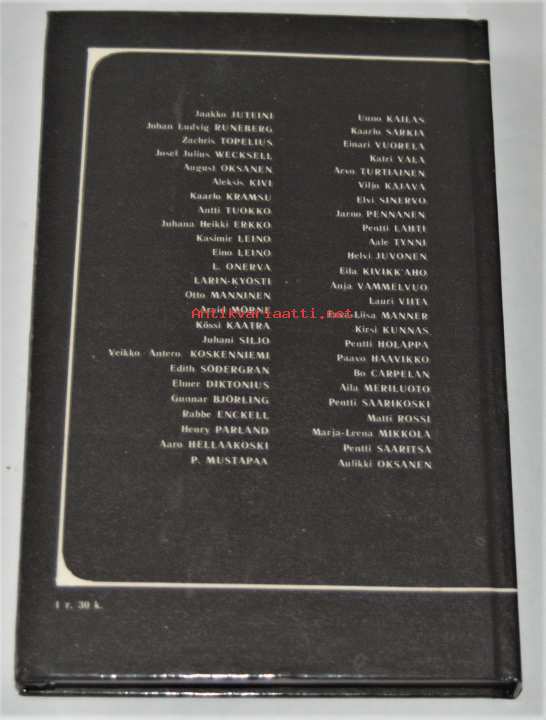 Jaakko JUTEINI
Johan Ludvig RUNEBERG
Zachris TOPELIUS
Josef Julius WECKSELL
August OKSANEN
Aleksis KIVI
Kaarlo KRAMSU
Antti TUOKKO
Juhana Heikki ERKKO
Kasimir LEINO
Eino LEINO
L. ONERVA
LARIN-KYÖSTI
Otto MANNINEN
Arvid MÖRNE
Kössi KAATRA
Juhani SILJO
Veikko Antero KOSKENNIEMI
Edith SÖDERGRAN
Elmer DIKTONIUS
Gunnar BJÖRLING
Rabbe ENCKELL
Henry PARLAND
Aaro HELLAAKOSKI
P. MUSTAPAA
Uuno KAILAS
Kaarlo SARKIA
Einari VUORELA
Katri VALA
Arvo TURTIAINEN
Viljo KAJAVA
Elvi SINERVO
Jarno PENNANEN
Pentti LAHTI
Aale TYNNI
Helvi JUVONEN
Eila KIVIKK'AHO
Anja VAMMELVUO
Lauri VIITA
Eeva-Liisa MANNER
Kirsi KUNNAS
Pentti HOLAPPA
Paavo HAAVIKKO
Bo CARPELAN
Aila MERILUOTO
Pentti SAARIKOSKI
Matti ROSSI
Marja-Leena MIKKOLA
Pentti SAARITSA
Aulikki OKSANEN
Antikvariaatti.net
1 r. 30 k.